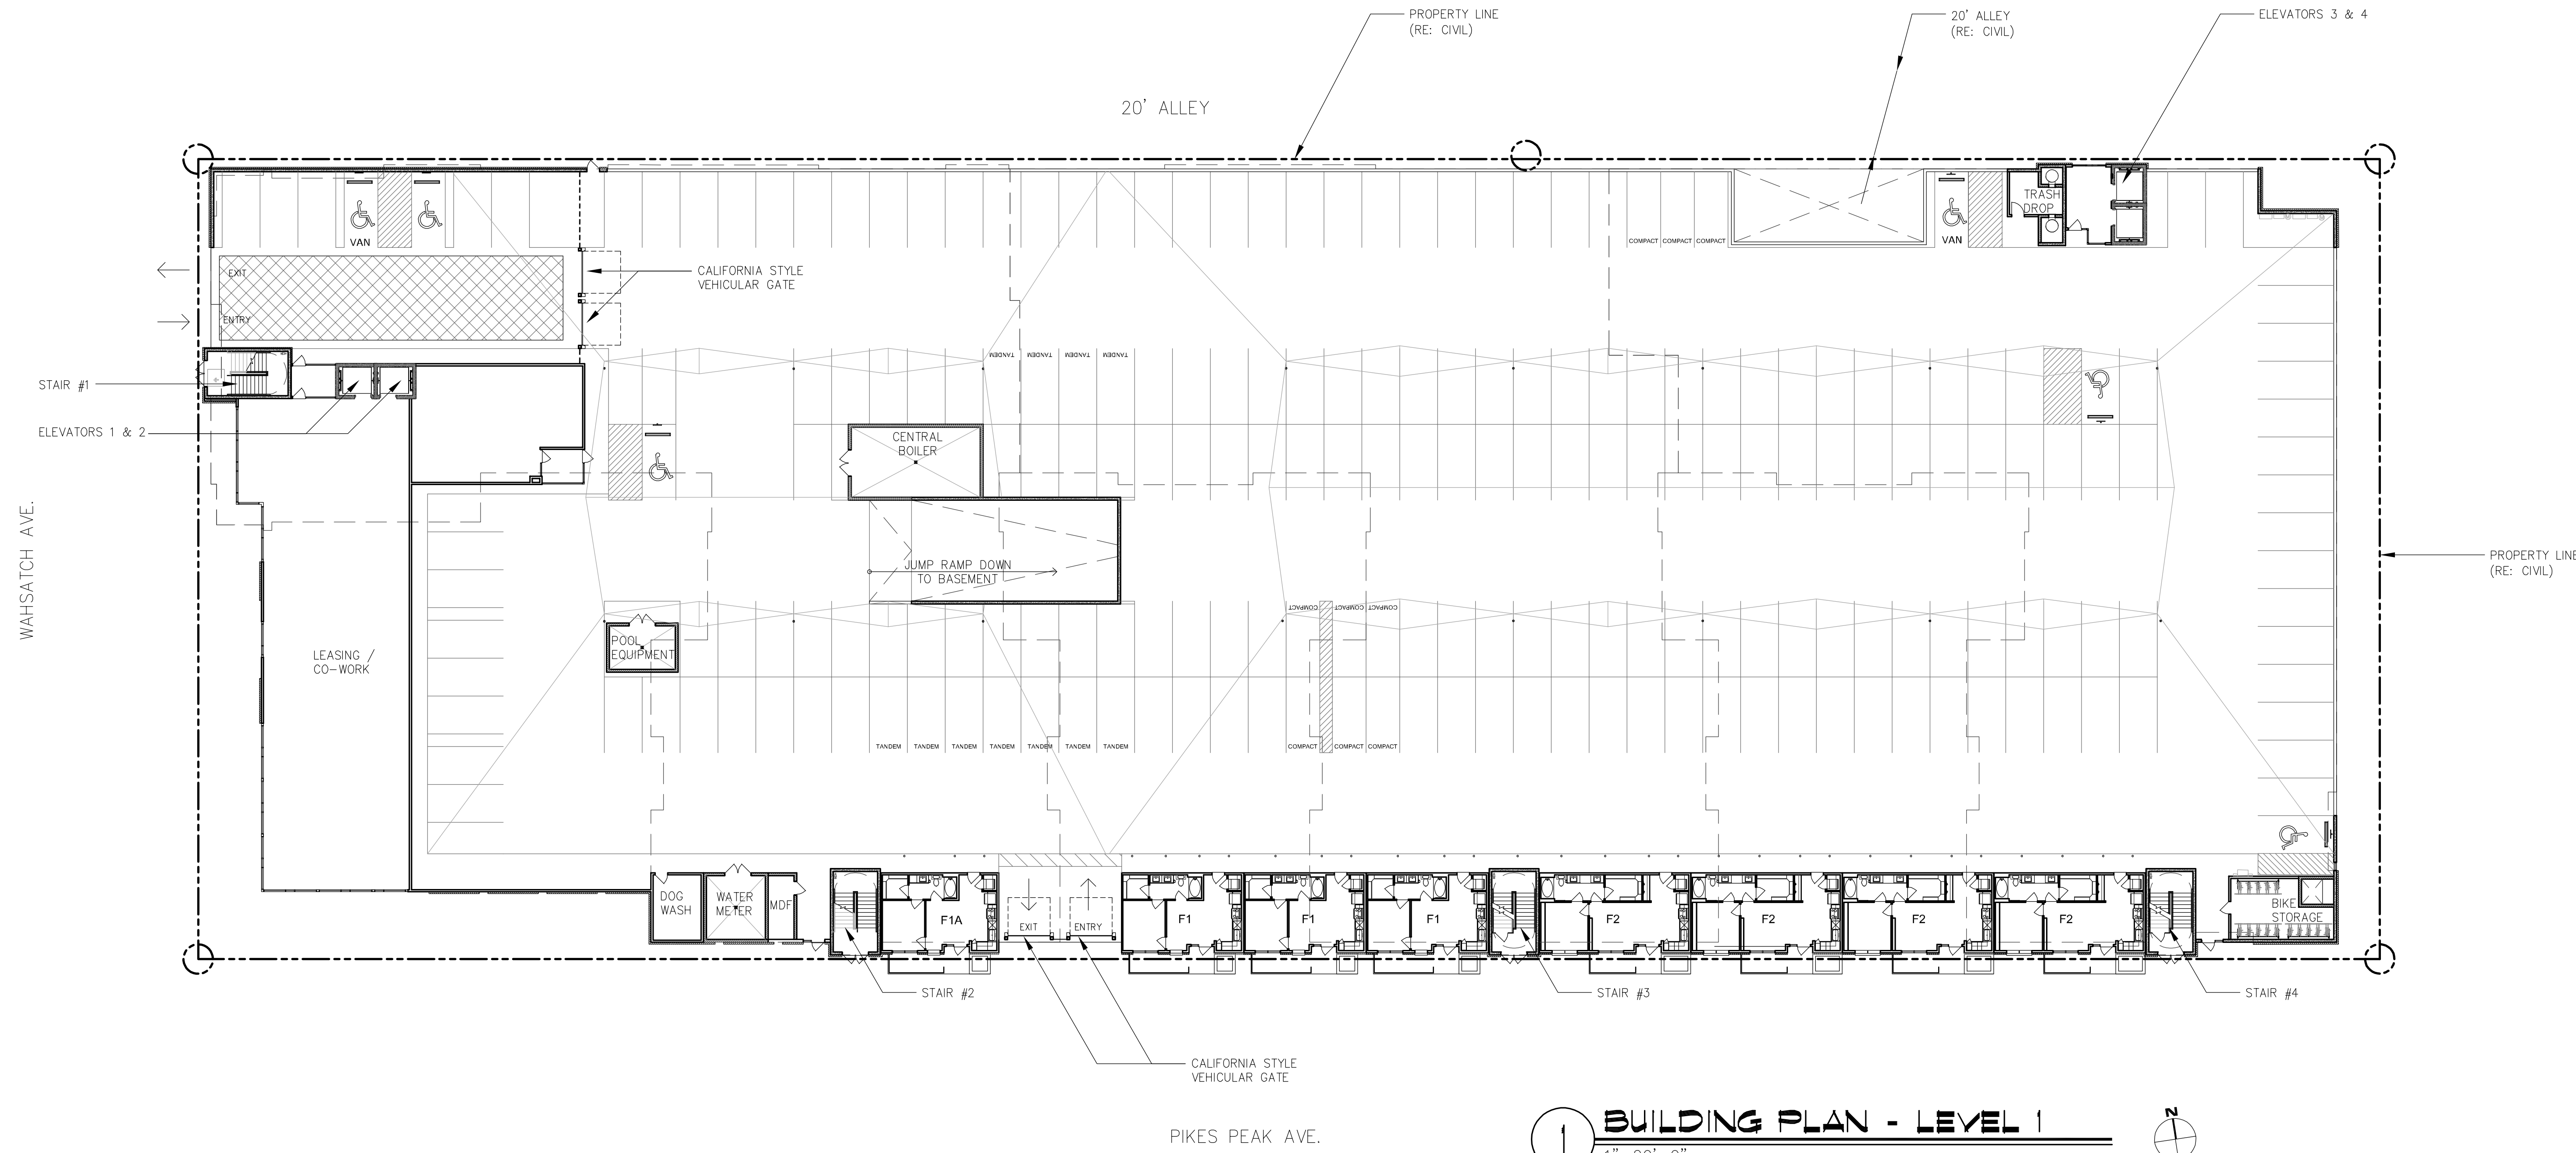 PROPERTY LINE
(RE: CIVIL)
20' ALLEY
(RE: CIVIL)
ELEVATORS 3 & 4
20' ALLEY
VAN
COMPACT COMPACT COMPACT
VAN
TRASH
DROP
EXIT
ENTRY
CALIFORNIA STYLE
VEHICULAR GATE
TANDEM TANDEM TANDEM TANDEM
STAIR #1
ELEVATORS 1 & 2
CENTRAL
BOILER
WAHSATCH AVE.
JUMP RAMP DOWN
TO BASEMENT
PROPERTY LINE
(RE: CIVIL)
COMPACT COMPACT COMPACT
POOL
EQUIPMENT
LEASING /
CO-WORK
TANDEM TANDEM TANDEM TANDEM TANDEM TANDEM TANDEM
COMPACT COMPACT COMPACT
DOG
WASH
WATER
METER
MDF
F1A
EXIT
ENTRY
F1
F1
F1
F2
F2
F2
F2
BIKE
STORAGE
STAIR #2
STAIR #3
STAIR #4
CALIFORNIA STYLE
VEHICULAR GATE
PIKES PEAK AVE.
1
BUILDING PLAN - LEVEL 1
N